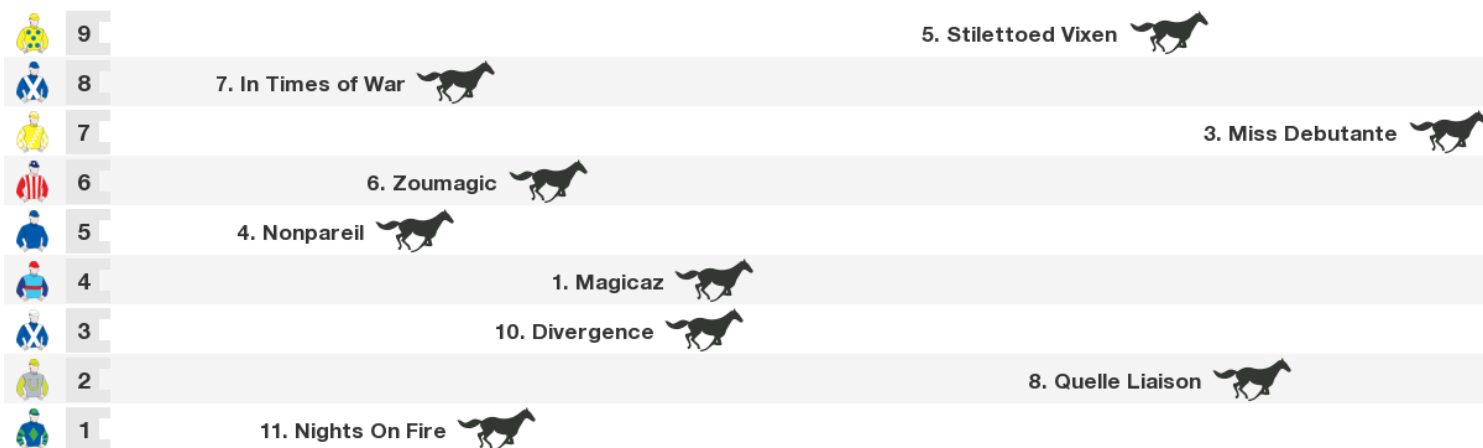 9 5. Stilettoed Vixen
8 7. In Times of War
7 3. Miss Debutante
6 6. Zoumagic
5 4. Nonpareil
4 1. Magicaz
3 10. Divergence
2 8. Quelle Liaison
1 11. Nights On Fire